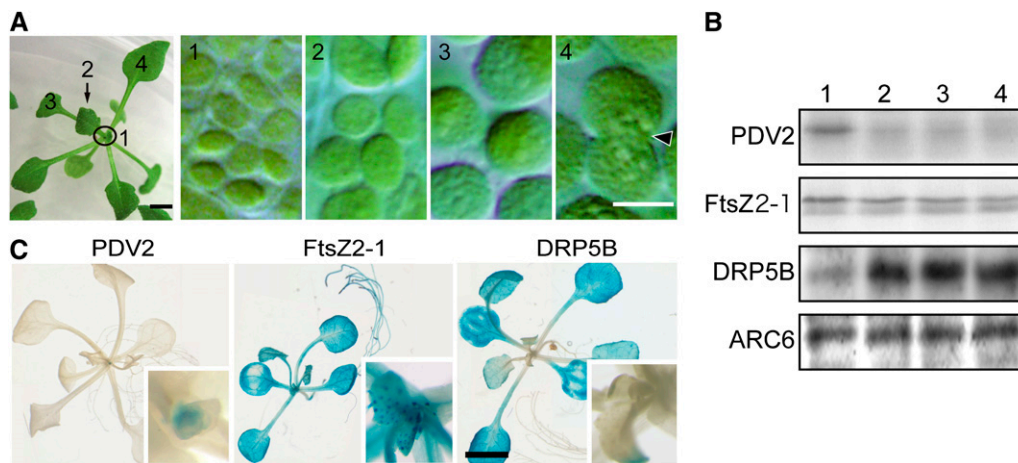 A
1
2
3
4
1
2
3
4
B
1 2 3 4
PDV2
FtsZ2-1
DRP5B
ARC6
C
PDV2 FtsZ2-1 DRP5B